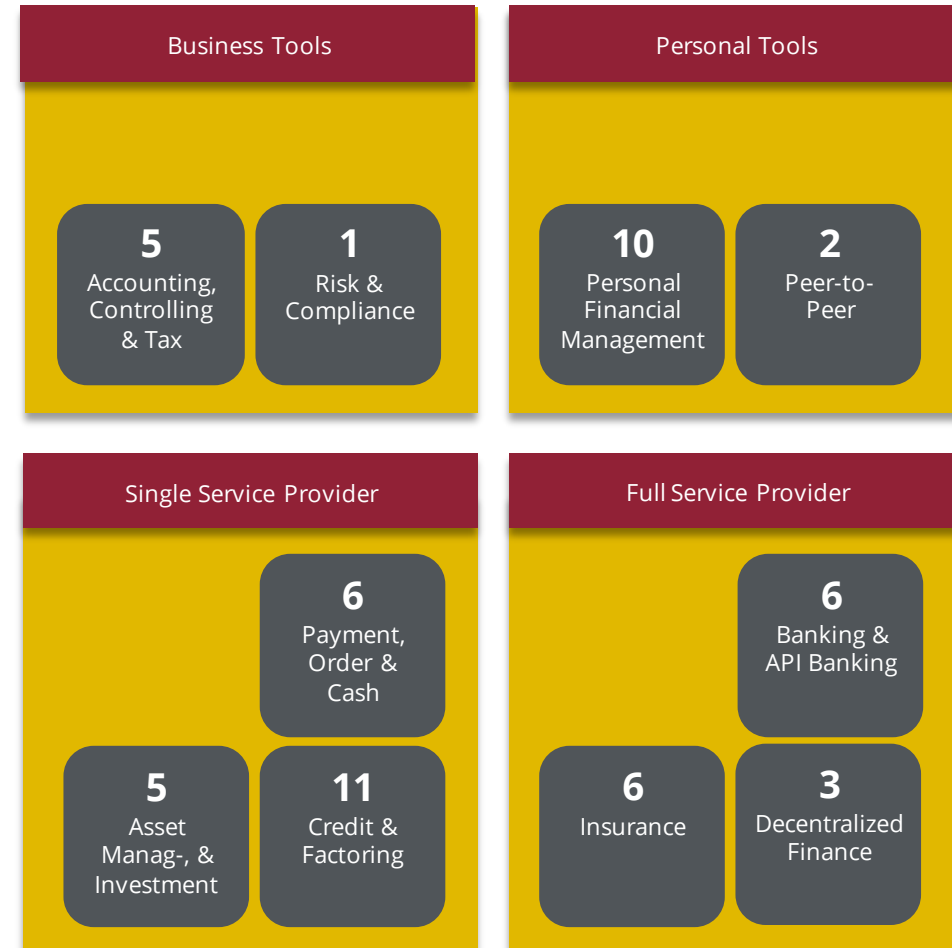 Business Tools
5
Accounting,
Controlling
& Tax
1
Risk &
Compliance
Personal Tools
10
Personal
Financial
Management
2
Peer-to-
Peer
Single Service Provider
6
Payment,
Order &
Cash
5
Asset
Manag-, &
Investment
11
Credit &
Factoring
Full Service Provider
6
Banking &
API Banking
6
Insurance
3
Decentralized
Finance